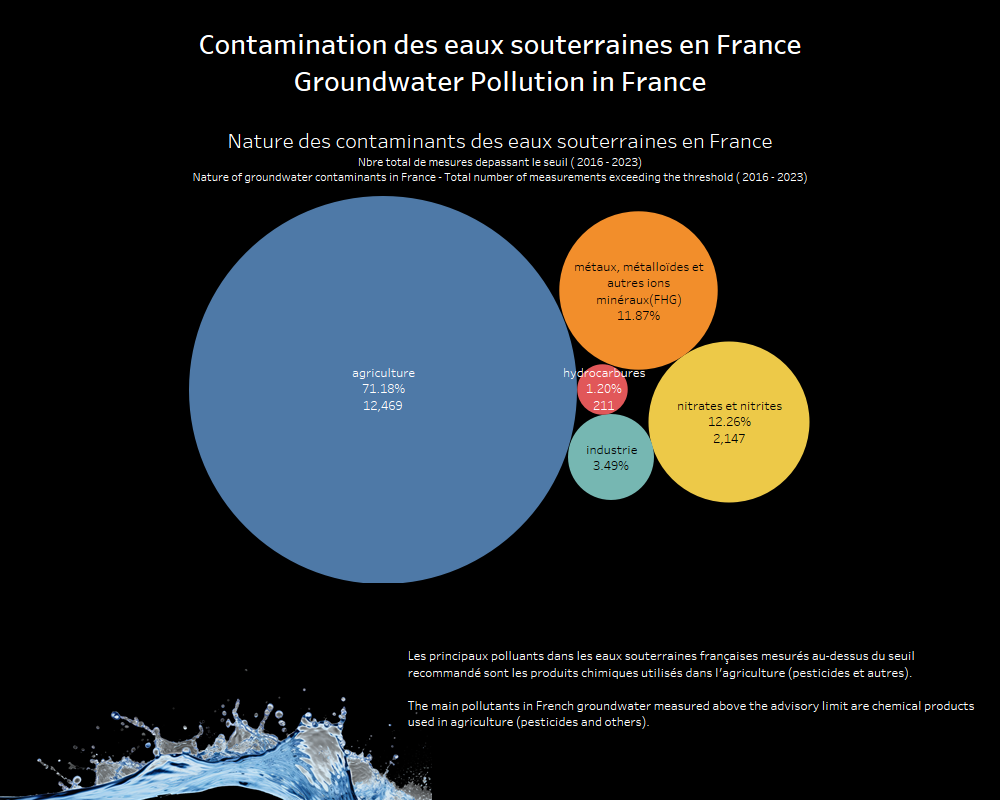 Contamination des eaux souterraines en France
Groundwater Pollution in France
Nature des contaminants des eaux souterraines en France
Nbre total de mesures depassant le seuil ( 2016 - 2023)
Nature of groundwater contaminants in France - Total number of measurements exceeding the threshold ( 2016 - 2023)
métaux, métalloïdes et
autres ions
minéraux(FHG)
11.87%
agriculture
71.18%
12,469
hydrocarbures
1.20%
211
nitrates et nitrites
12.26%
2,147
industrie
3.49%
Les principaux polluants dans les eaux souterraines françaises mesurés au-dessus du seuil
recommandé sont les produits chimiques utilisés dans l'agriculture (pesticides et autres).
The main pollutants in French groundwater measured above the advisory limit are chemical products
used in agriculture (pesticides and others).